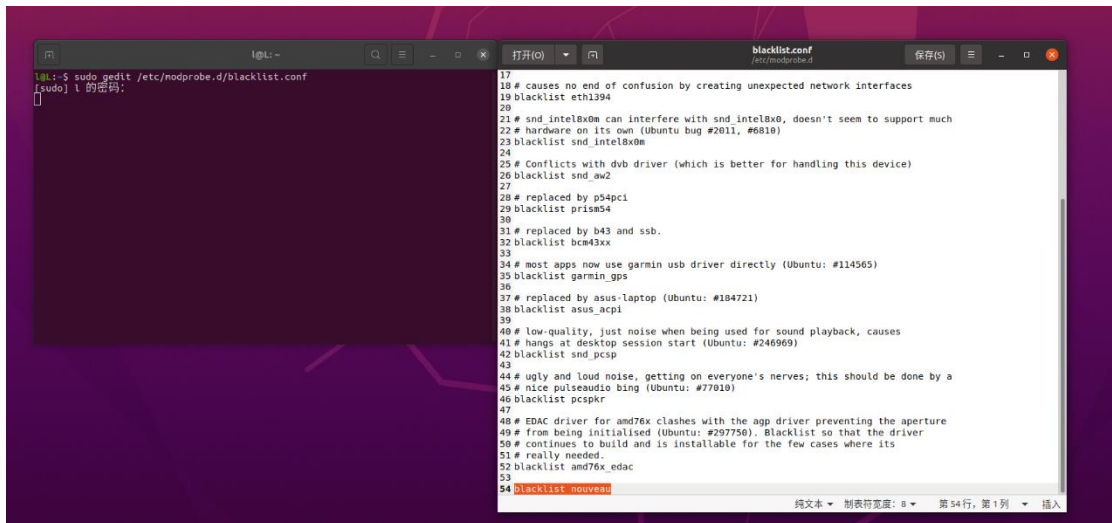 l@L: ~
l@L:~$ sudo gedit /etc/modprobe.d/blacklist.conf
[sudo] l 的密码：
打开(O)
blacklist.conf
/etc/modprobe.d
保存(S)
17
18 # causes no end of confusion by creating unexpected network interfaces
19 blacklist eth1394
20
21 # snd_intel8x0m can interfere with snd_intel8x0, doesn't seem to support much
22 # hardware on its own (Ubuntu bug #2011, #6810)
23 blacklist snd_intel8x0m
24
25 # Conflicts with dvb driver (which is better for handling this device)
26 blacklist snd_aw2
27
28 # replaced by p54pci
29 blacklist prism54
30
31 # replaced by b43 and ssb.
32 blacklist bcm43xx
33
34 # most apps now use garmin usb driver directly (Ubuntu: #114565)
35 blacklist garmin_gps
36
37 # replaced by asus-laptop (Ubuntu: #184721)
38 blacklist asus_acpi
39
40 # low-quality, just noise when being used for sound playback, causes
41 # hangs at desktop session start (Ubuntu: #246969)
42 blacklist snd_pcsp
43
44 # ugly and loud noise, getting on everyone's nerves; this should be done by a
45 # nice pulseaudio bing (Ubuntu: #77010)
46 blacklist pcspkr
47
48 # EDAC driver for amd76x clashes with the agp driver preventing the aperture
49 # from being initialised (Ubuntu: #297750). Blacklist so that the driver
50 # continues to build and is installable for the few cases where its
51 # really needed.
52 blacklist amd76x_edac
53
54 blacklist nouveau
纯文本 制表符宽度：8 第 54 行，第 1 列 插入